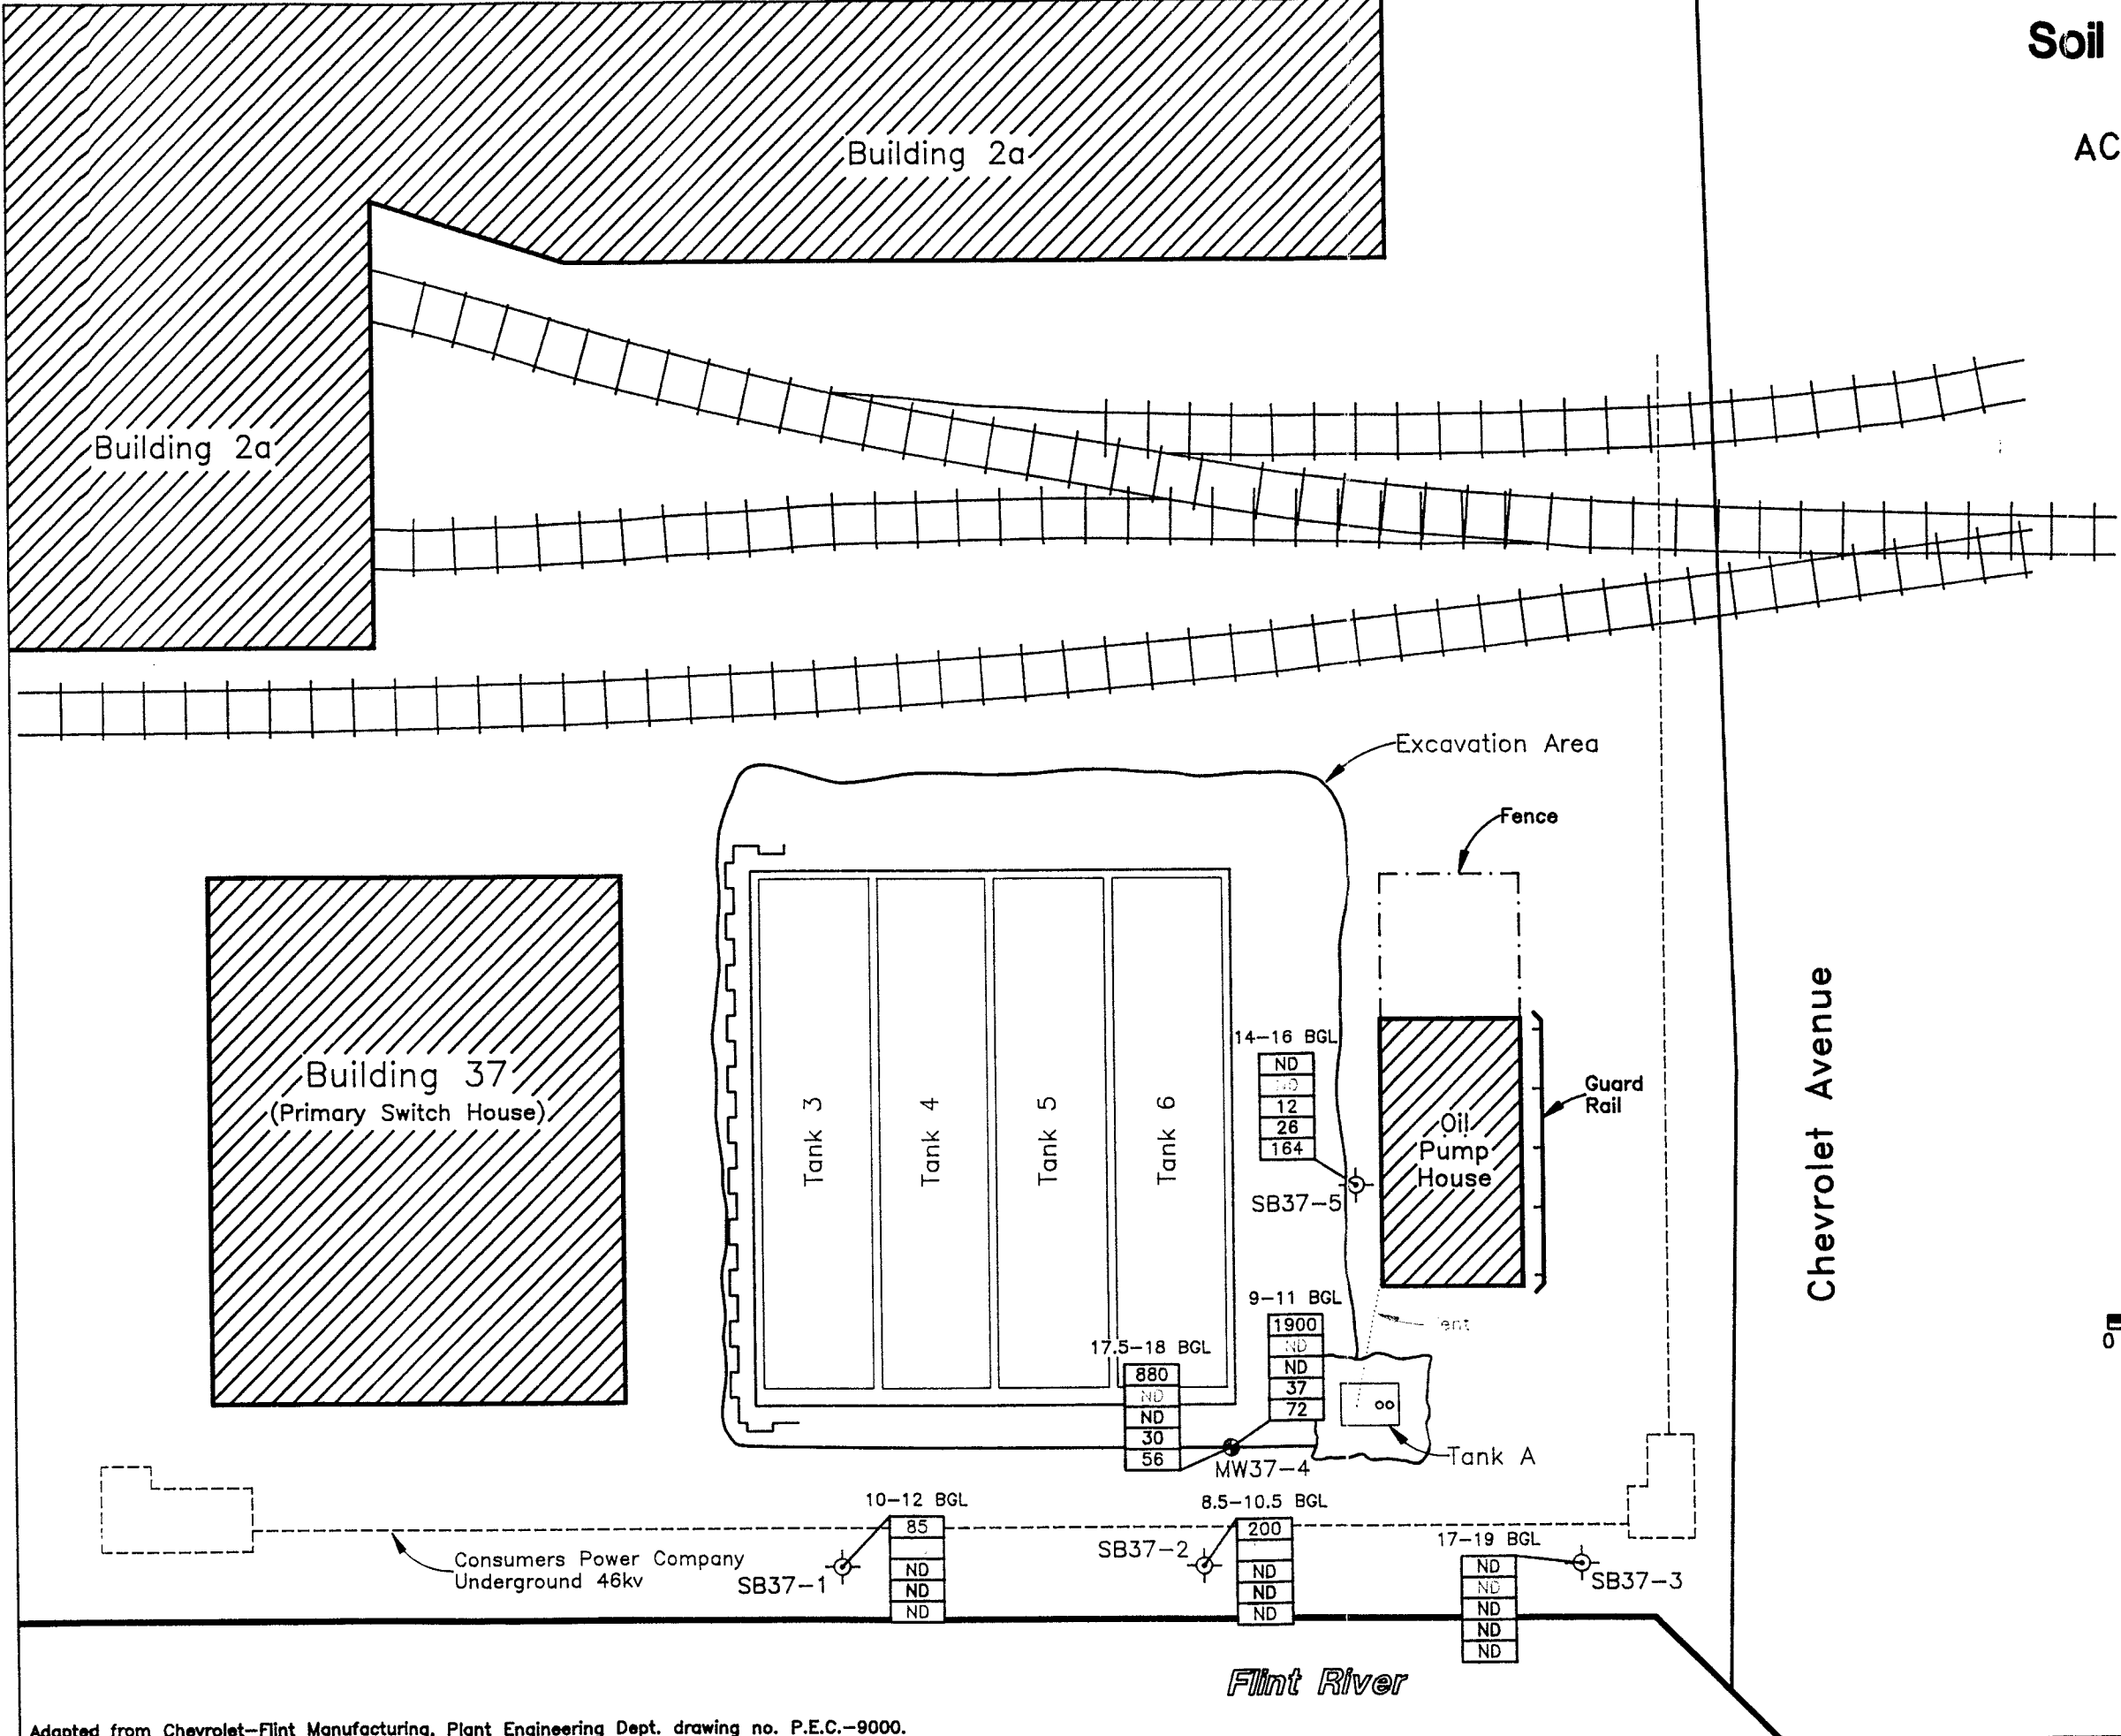 Soil
AC
Building 2a
Building 2a
Excavation Area
Fence
Building 37
(Primary Switch House)
Tank 3
Tank 4
Tank 5
Tank 6
14-16 BGL
ND
ND
12
26
164
SB37-5
Oil
Pump
House
Guard
Rail
Chevrolet Avenue
9-11 BGL
1900
ND
ND
37
72
17.5-18 BGL
880
ND
ND
30
56
MW37-4
Tank A
0
10-12 BGL
85
ND
ND
ND
SB37-1
8.5-10.5 BGL
200
ND
ND
ND
SB37-2
17-19 BGL
ND
ND
ND
ND
ND
SB37-3
Consumers Power Company
Underground 46kv
Flint River
Adapted from Chevrolet-Flint Manufacturing, Plant Engineering Dept. drawing no. P.E.C.-9000.